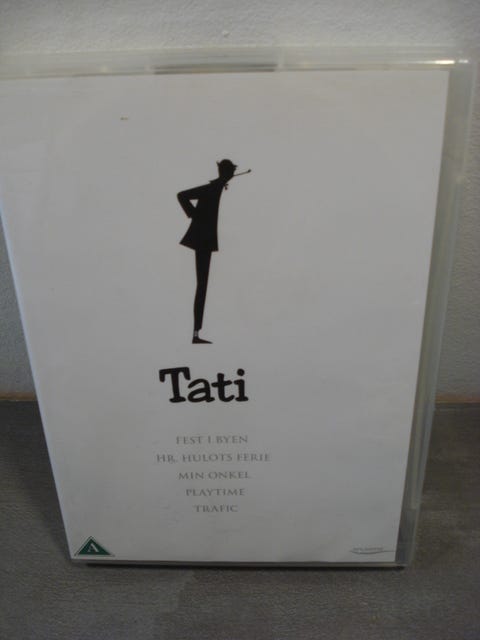 Tati
FEST I BYEN
HR. HULOTS FERIE
MIN ONKEL
PLAYTIME
TRAFIC
A